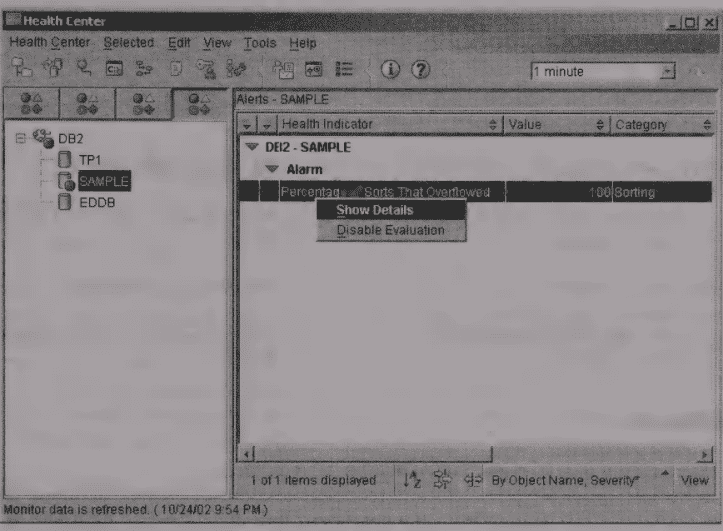 Health Center
Health Center Selected Edit View Tools Help
1 minute
Alerts - SAMPLE
Health Indicator Value Category
DB2
TP1
SAMPLE
EDDB
DB2 - SAMPLE
Alarm
Percentag Sorts That Overflowed 100 Sorting
Show Details
Disable Evaluation
1 of 1 items displayed By Object Name, Severity* View
Monitor data is refreshed. (10/24/02 9:54 PM)